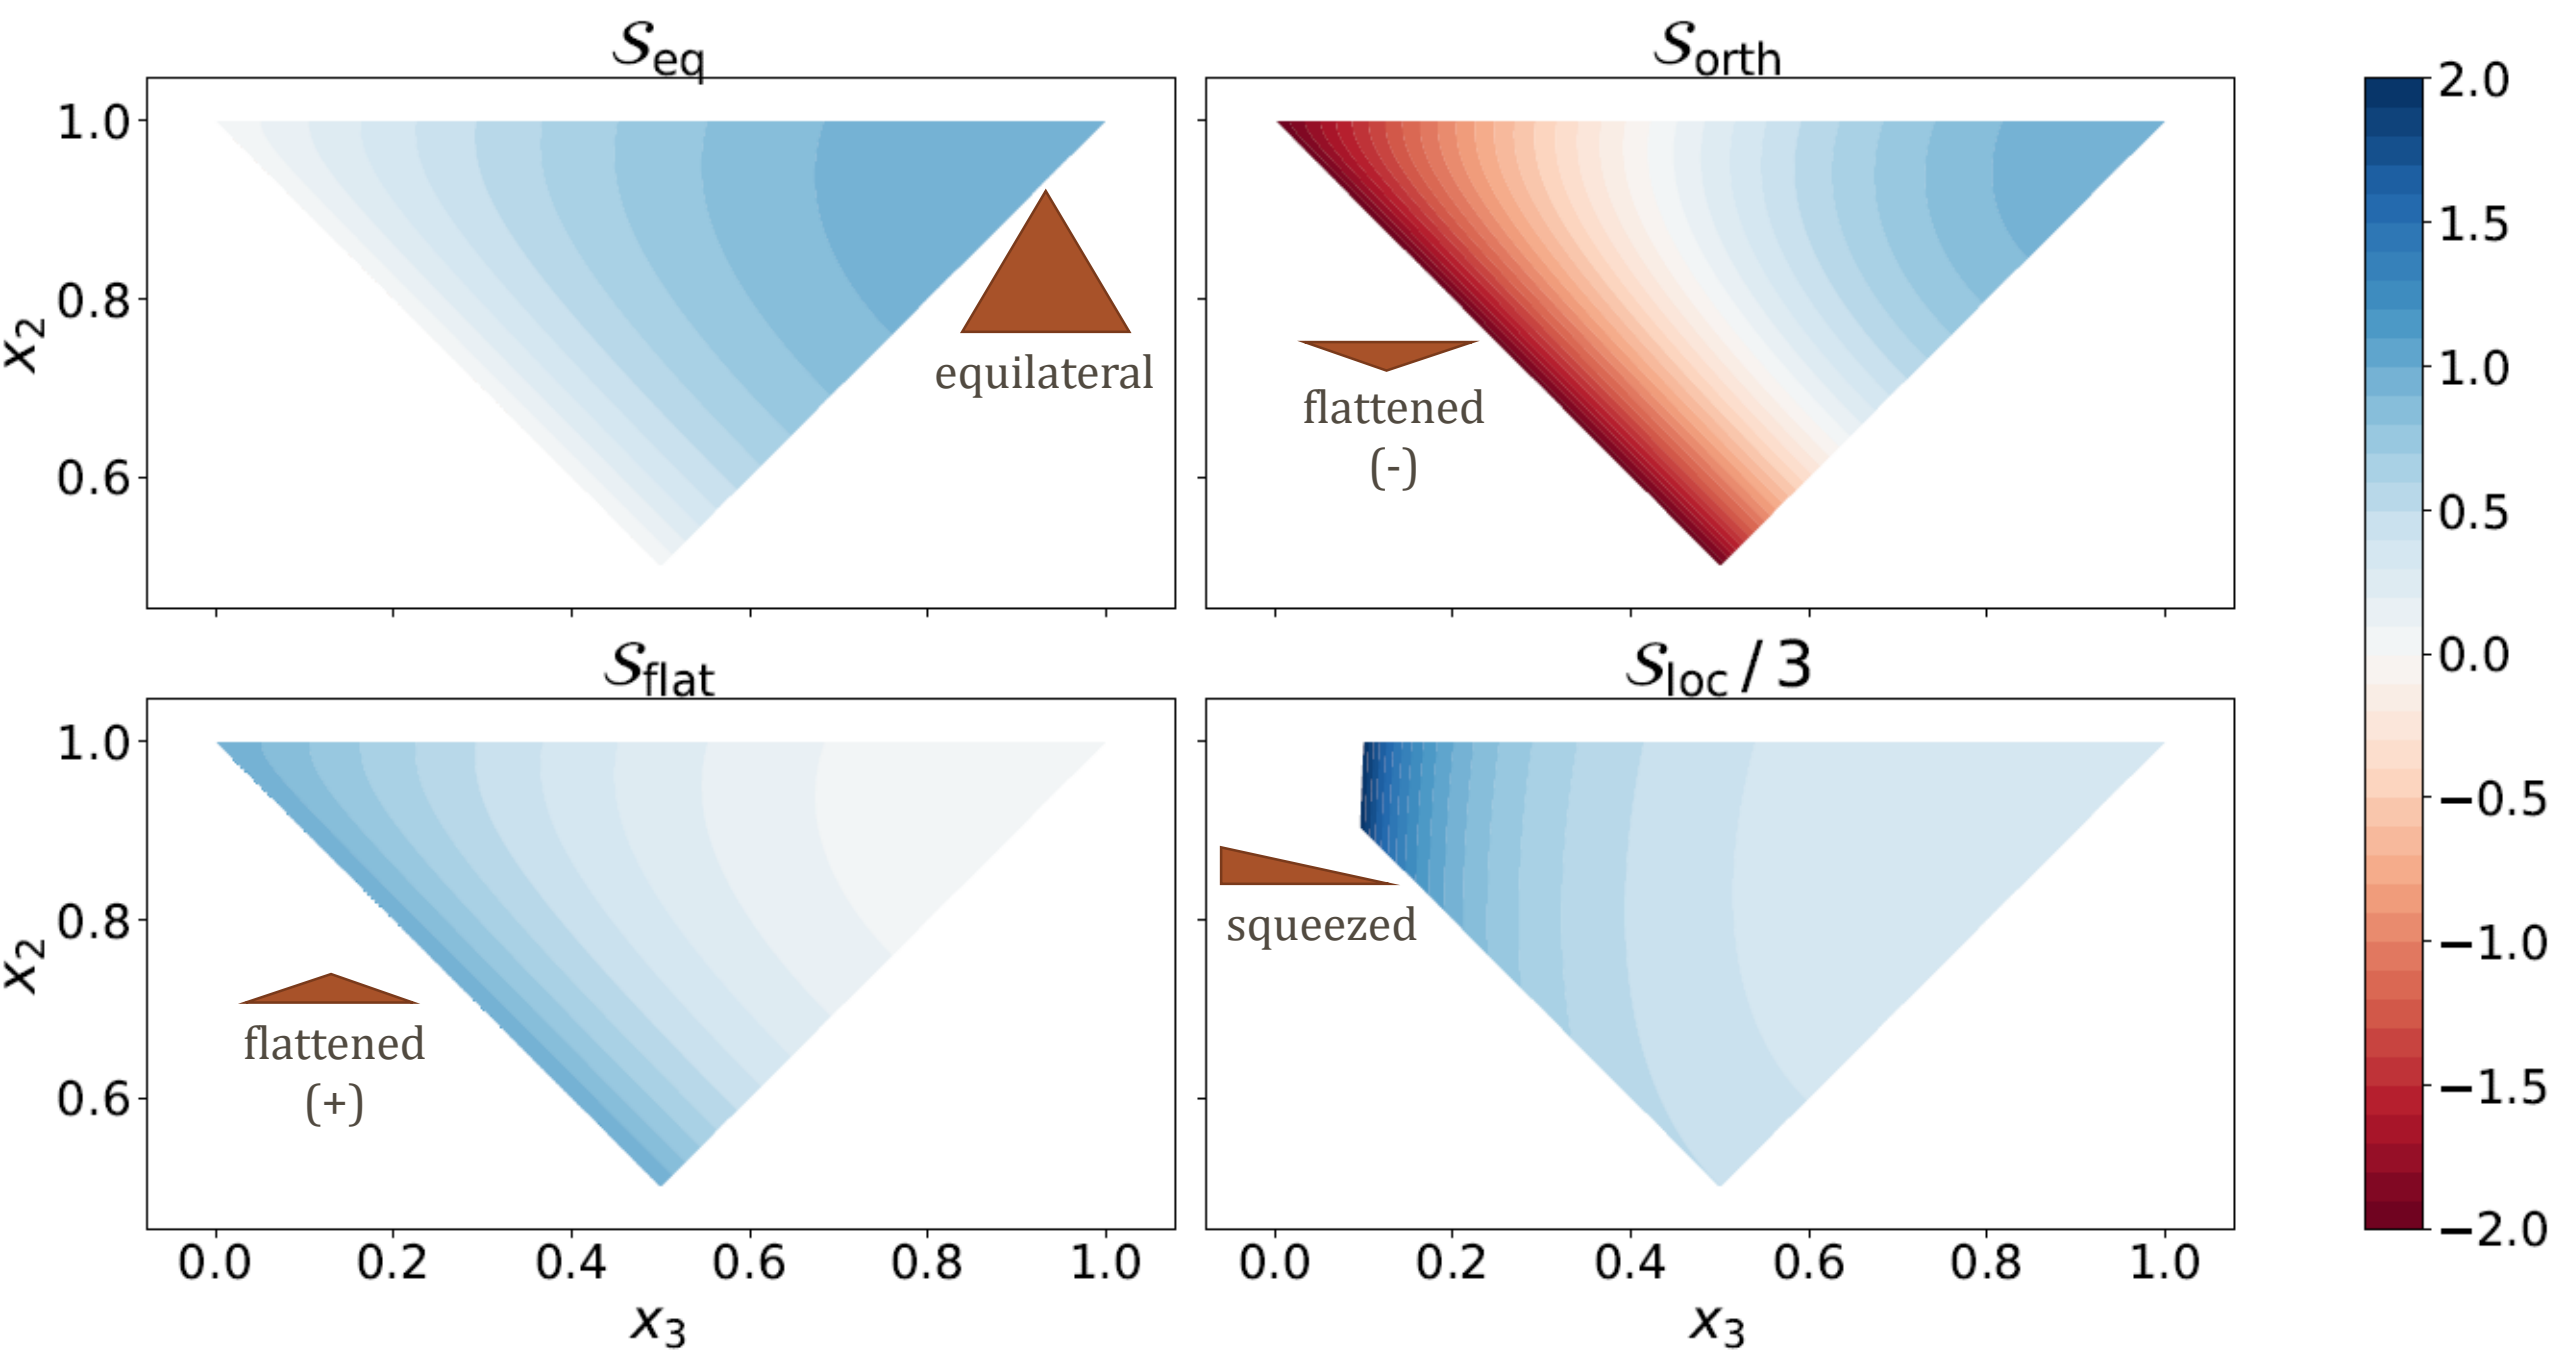 S_eq
S_orth
1.0
0.8
0.6
x_2
equilateral
flattened
(-)
S_flat
S_loc / 3
1.0
0.8
0.6
x_2
flattened
(+)
squeezed
0.0 0.2 0.4 0.6 0.8 1.0
0.0 0.2 0.4 0.6 0.8 1.0
x_3
x_3
2.0
1.5
1.0
0.5
0.0
−0.5
−1.0
−1.5
−2.0